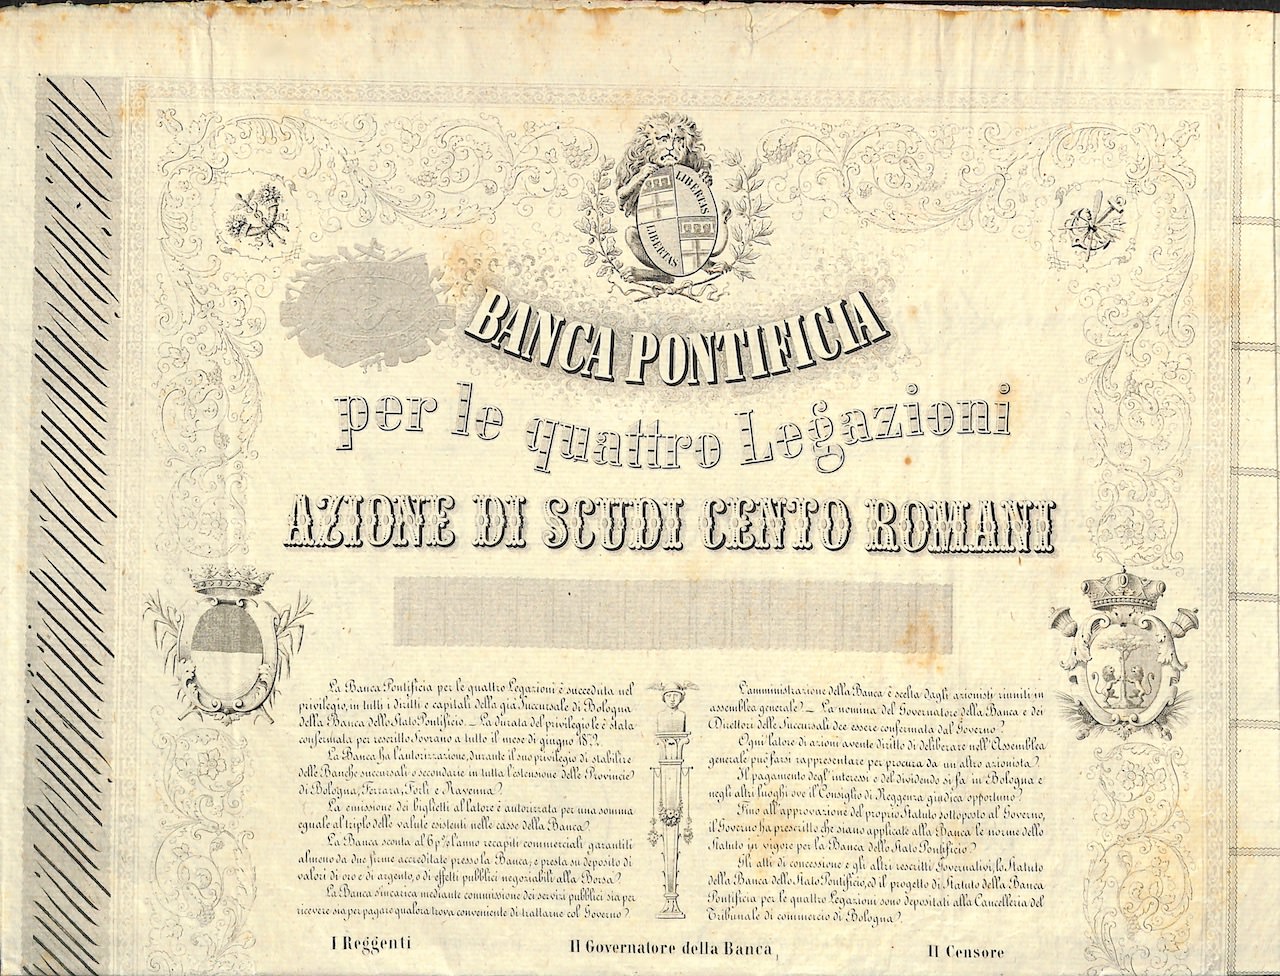 LIBERTAS
LIBERTAS
BANCA PONTIFICIA
per le quattro Legazioni
AZIONE DI SCUDI CENTO ROMANI
La Banca Pontificia per le quattro Legazioni è succeduta nel
privilegio, in tutti i diritti e capitali della già Succursale di Bologna
della Banca dello Stato Pontificio. — La durata del privilegio le è stata
confermata per rescritto Sovrano a tutto il mese di giugno 1872.
La Banca ha l'autorizzazione, durante il suo privilegio di stabilire
delle Banche succursali o secondarie in tutta l'estensione delle Provincie
di Bologna, Ferrara, Forlì e Ravenna.
La emissione dei biglietti al latore è autorizzata per una somma
eguale al triplo delle valute esistenti nelle casse della Banca.
La Banca sconta al 6 p% l'anno recapiti commerciali garantiti
almeno da due firme accreditate presso la Banca; e presta su deposito di
valori di oro e di argento, o di effetti pubblici negoziabili alla Borsa.
La Banca s'incarica mediante commissione dei servizi pubblici sia per
ricevere sia per pagare qualora trova conveniente di trattarne col Governo.
L'amministrazione della Banca è scelta dagli azionisti riuniti in
assemblea generale. — La nomina del Governatore della Banca e dei
Direttori delle Succursali dee essere confermata dal Governo.
Ogni latore di azioni avente diritto di deliberare nell'Assemblea
generale può farsi rappresentare per procura da un altro azionista.
Il pagamento degl'interessi e del dividendo si fa in Bologna e
negli altri luoghi ove il Consiglio di Reggenza giudica opportuno.
Fino all'approvazione del proprio Statuto sottoposto al Governo,
il Governo ha prescritto che siano applicate alla Banca le norme dello
Statuto in vigore per la Banca dello Stato Pontificio.
Gli atti di concessione e gli altri rescritti Governativi, lo Statuto
della Banca dello Stato Pontificio, ed il progetto di Statuto della Banca
Pontificia per le quattro Legazioni sono depositati alla Cancelleria del
Tribunale di commercio di Bologna.
I Reggenti
Il Governatore della Banca
Il Censore